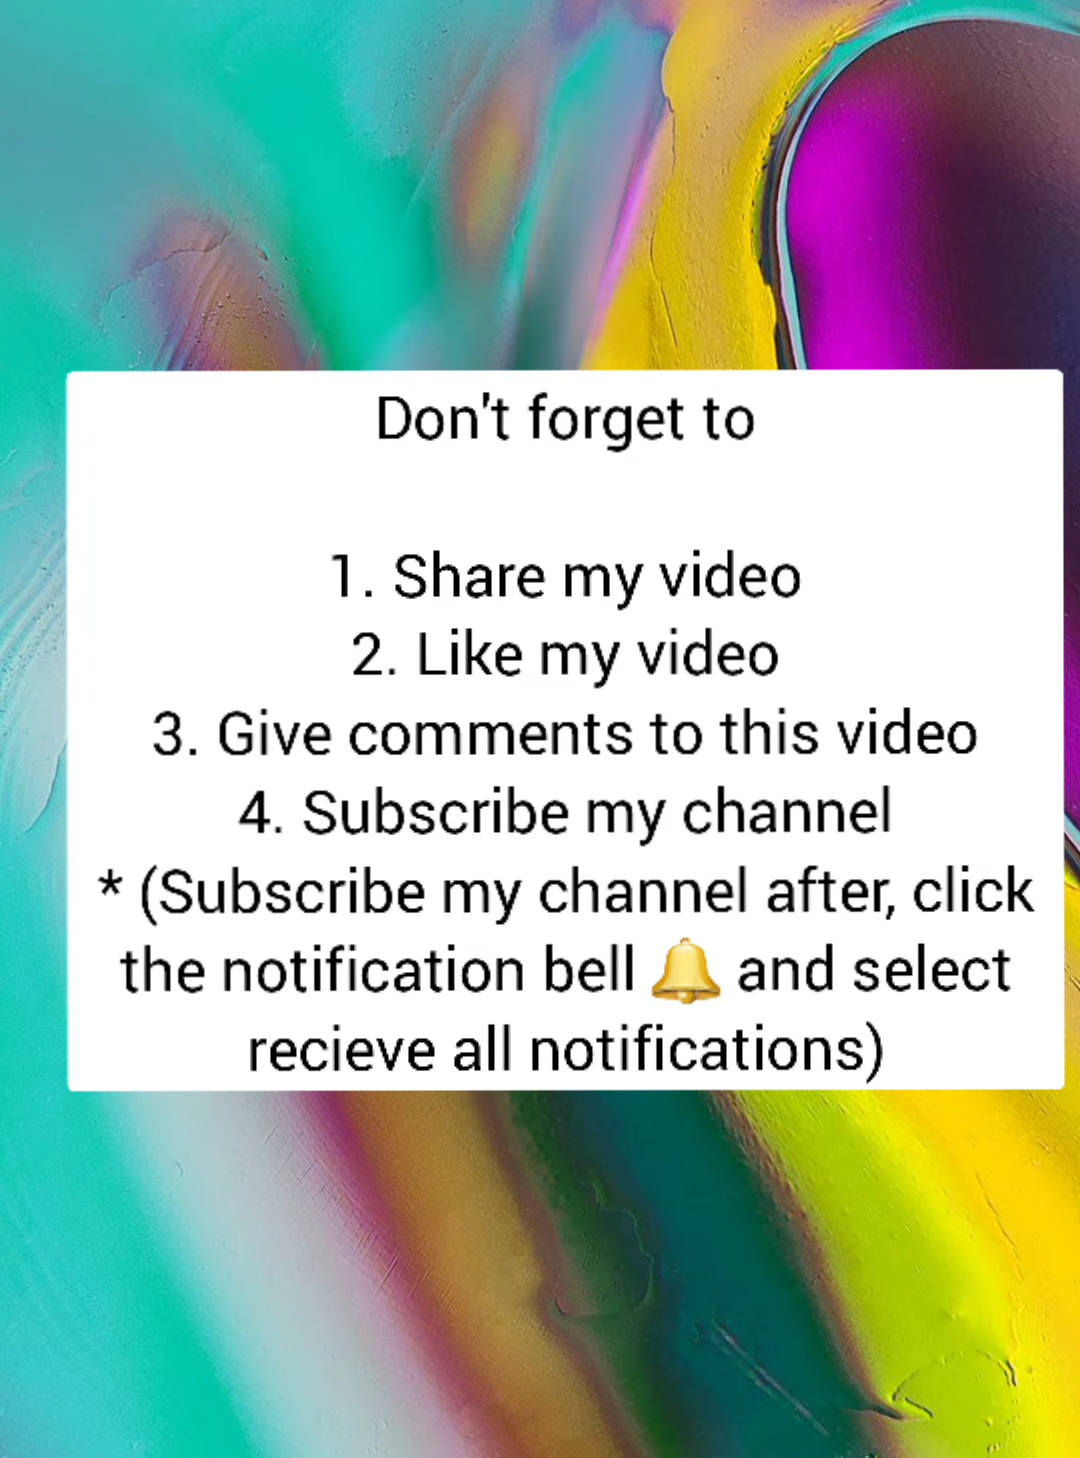 Don't forget to
1. Share my video
2. Like my video
3. Give comments to this video
4. Subscribe my channel
* (Subscribe my channel after, click
the notification bell 🔔 and select
recieve all notifications)